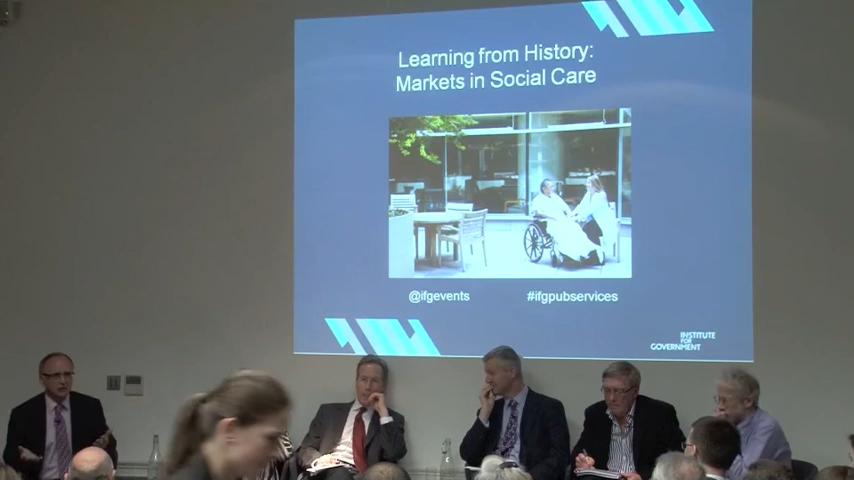 Learning from History:
Markets in Social Care
@ifgevents
#ifgpubservices
INSTITUTE
FOR
GOVERNMENT